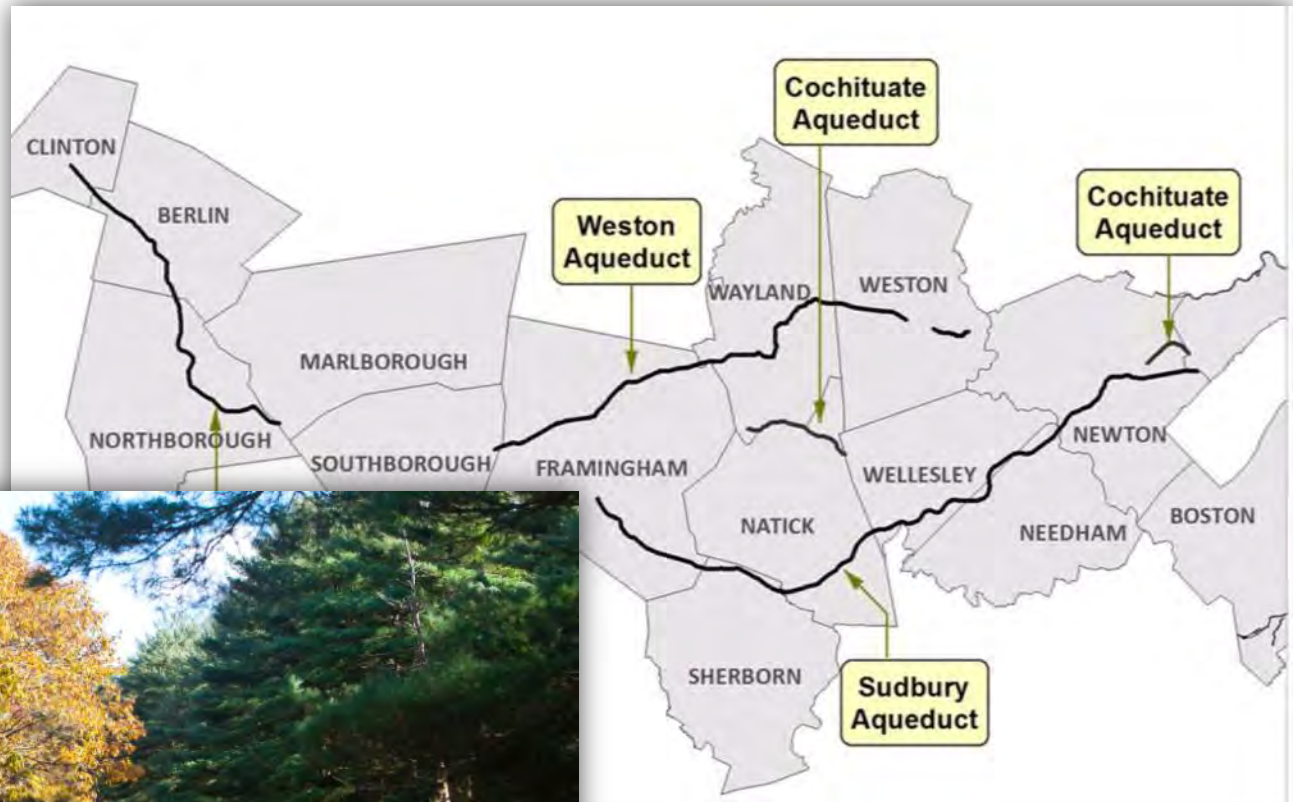 Cochituate
Aqueduct
Cochituate
Aqueduct
CLINTON
BERLIN
Weston
Aqueduct
WAYLAND
WESTON
MARLBOROUGH
NORTHBOROUGH
SOUTHBOROUGH
FRAMINGHAM
WELLESLEY
NEWTON
NATICK
NEEDHAM
BOSTON
SHERBORN
Sudbury
Aqueduct